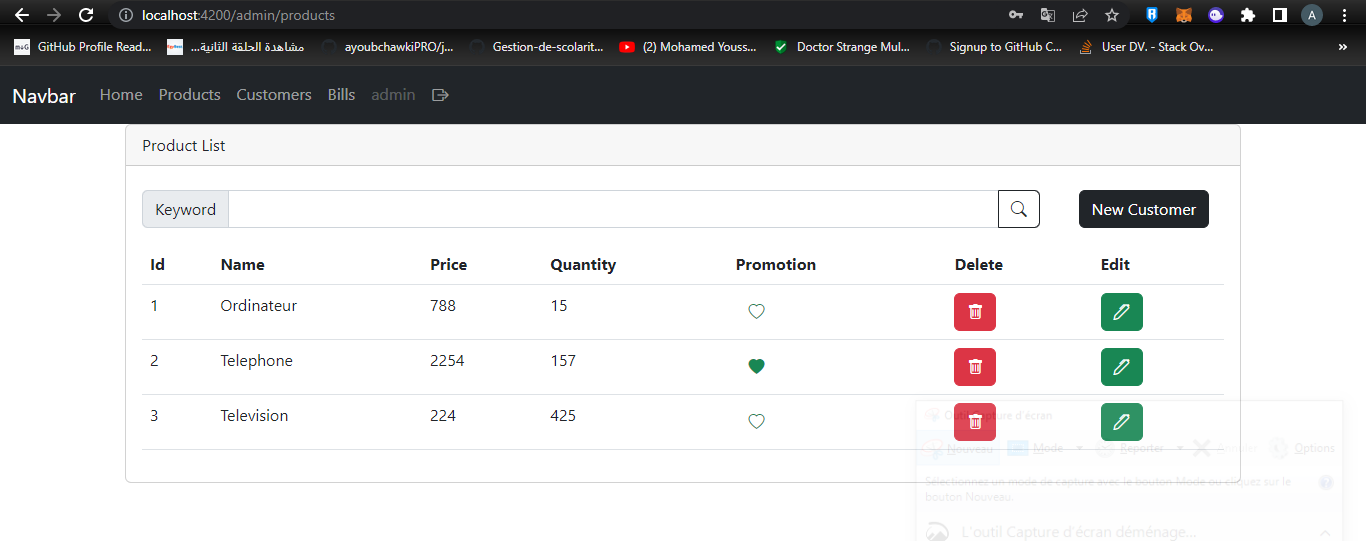 localhost:4200/admin/products
A
GitHub Profile Read... مشاهدة الحلقة الثانية... ayoubchawkiPRO/j... Gestion-de-scolarit... (2) Mohamed Youss... Doctor Strange Mul... Signup to GitHub C... User DV. - Stack Ov... »
Navbar Home Products Customers Bills admin
Product List
Keyword New Customer
Id Name Price Quantity Promotion Delete Edit
1 Ordinateur 788 15
2 Telephone 2254 157
3 Television 224 425
Outil Capture d'écran
Nouveau Mode Reporter Options
Sélectionnez un mode de capture avec le bouton Mode ou cliquez sur le
bouton Nouveau.
L'outil Capture d'écran déménage...